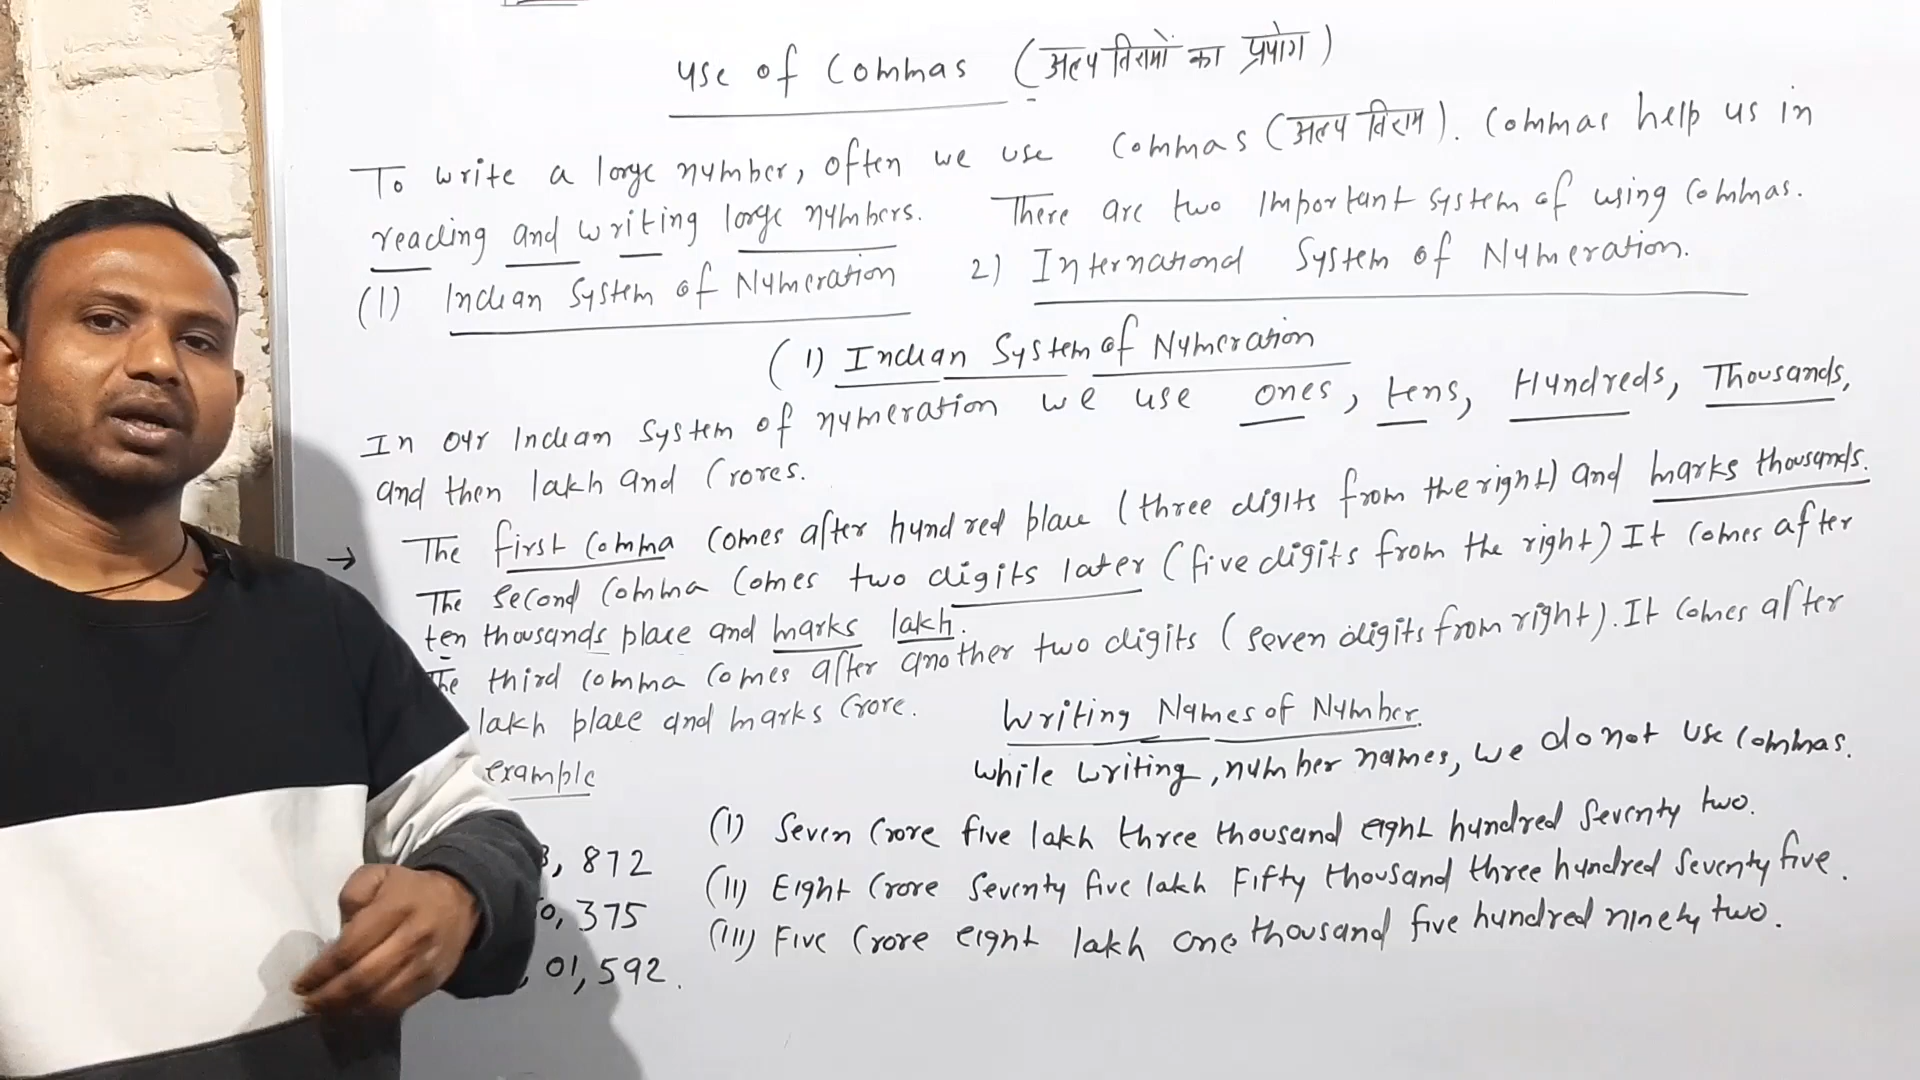 Use of Commas (अल्प विरामों का प्रयोग)
To write a large number, often we use Commas (अल्प विराम). Commas help us in
reading and writing large numbers. There are two important system of using commas.
(1) Indian System of Numeration 2) International System of Numeration.
(1) Indian System of Numeration
In our Indian System of numeration we use ones, tens, Hundreds, Thousands,
and then lakh and Crores.
→ The first Comma Comes after hundred place (three digits from the right) and marks thousands.
The Second Comma Comes two digits later (five digits from the right) It Comes after
ten thousands place and marks lakh.
The third comma Comes after another two digits (seven digits from right). It Comes after
lakh place and marks Crore.
Writing Names of Number.
example
While writing, number names, we do not use Commas.
, 872 (I) Seven Crore five lakh three thousand eight hundred Seventy two.
0, 375 (II) Eight Crore Seventy five lakh Fifty thousand three hundred Seventy five.
, 01, 592. (III) Five Crore eight lakh one thousand five hundred ninety two.